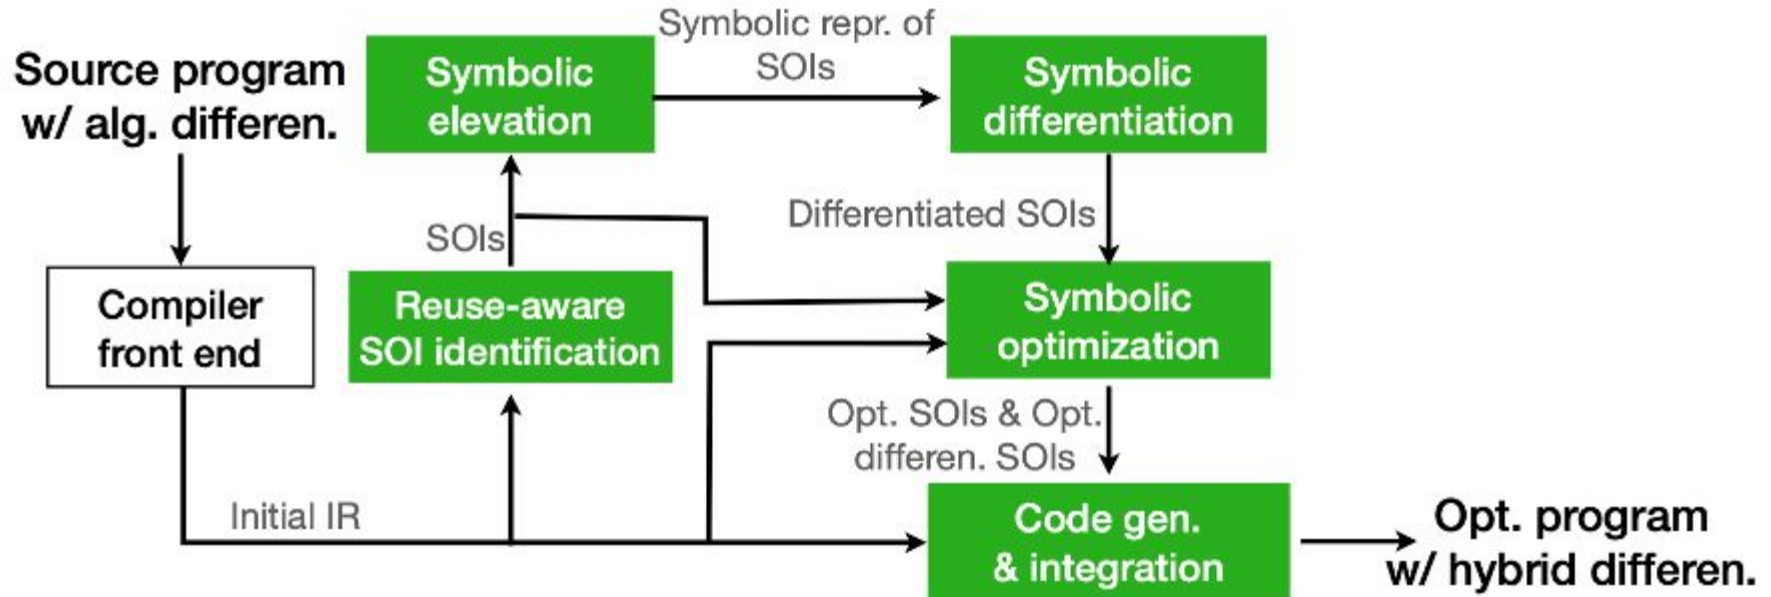 Source program
w/ alg. differen.
Symbolic
elevation
Symbolic repr. of
SOIs
Symbolic
differentiation
SOIs
Differentiated SOIs
Compiler
front end
Reuse-aware
SOI identification
Symbolic
optimization
Opt. SOIs & Opt.
differen. SOIs
Initial IR
Code gen.
& integration
Opt. program
w/ hybrid differen.